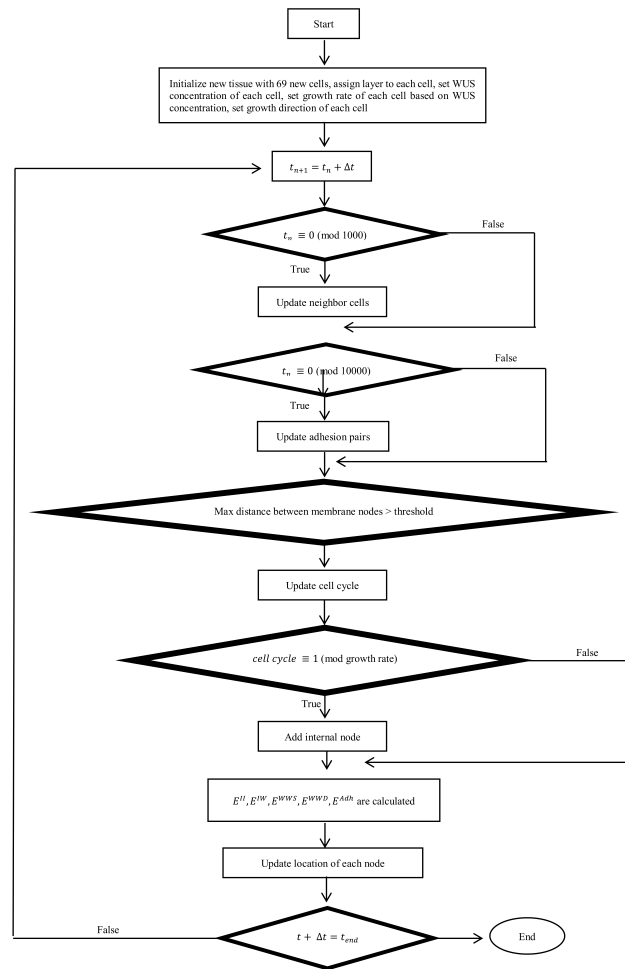 Start
Initialize new tissue with 69 new cells, assign layer to each cell, set WUS
concentration of each cell, set growth rate of each cell based on WUS
concentration, set growth direction of each cell
t_{n+1} = t_n + Δt
t_n ≡ 0 (mod 1000)
False
True
Update neighbor cells
t_n ≡ 0 (mod 10000)
False
True
Update adhesion pairs
Max distance between membrane nodes > threshold
Update cell cycle
cell cycle ≡ 1 (mod growth rate)
False
True
Add internal node
E^{II}, E^{IW}, E^{WWS}, E^{WWD}, E^{Adh} are calculated
Update location of each node
False
t + Δt = t_{end}
End